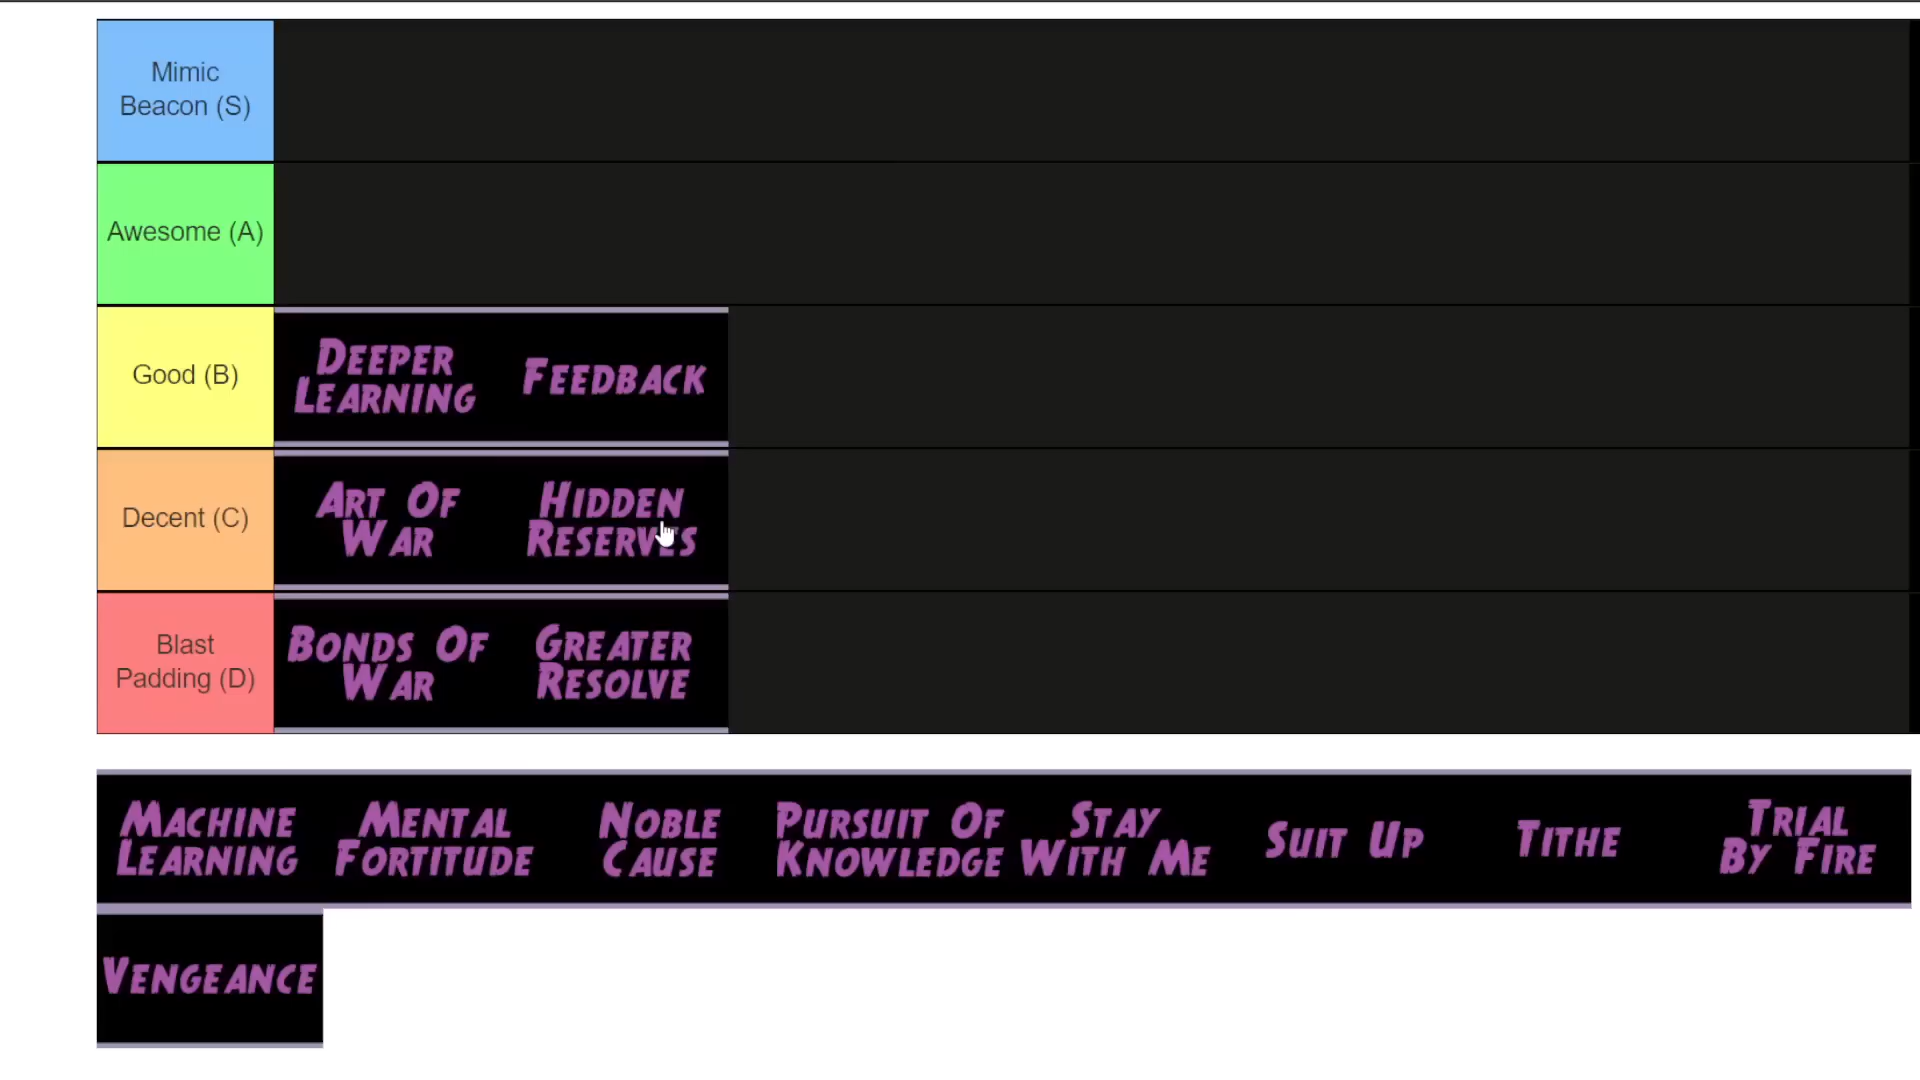 Mimic
Beacon (S)
Awesome (A)
Good (B)
DEEPER
LEARNING
FEEDBACK
Decent (C)
ART OF
WAR
HIDDEN
RESERVES
Blast
Padding (D)
BONDS OF
WAR
GREATER
RESOLVE
MACHINE
LEARNING
MENTAL
FORTITUDE
NOBLE
CAUSE
PURSUIT OF
KNOWLEDGE
STAY
WITH ME
SUIT UP
TITHE
TRIAL
BY FIRE
VENGEANCE